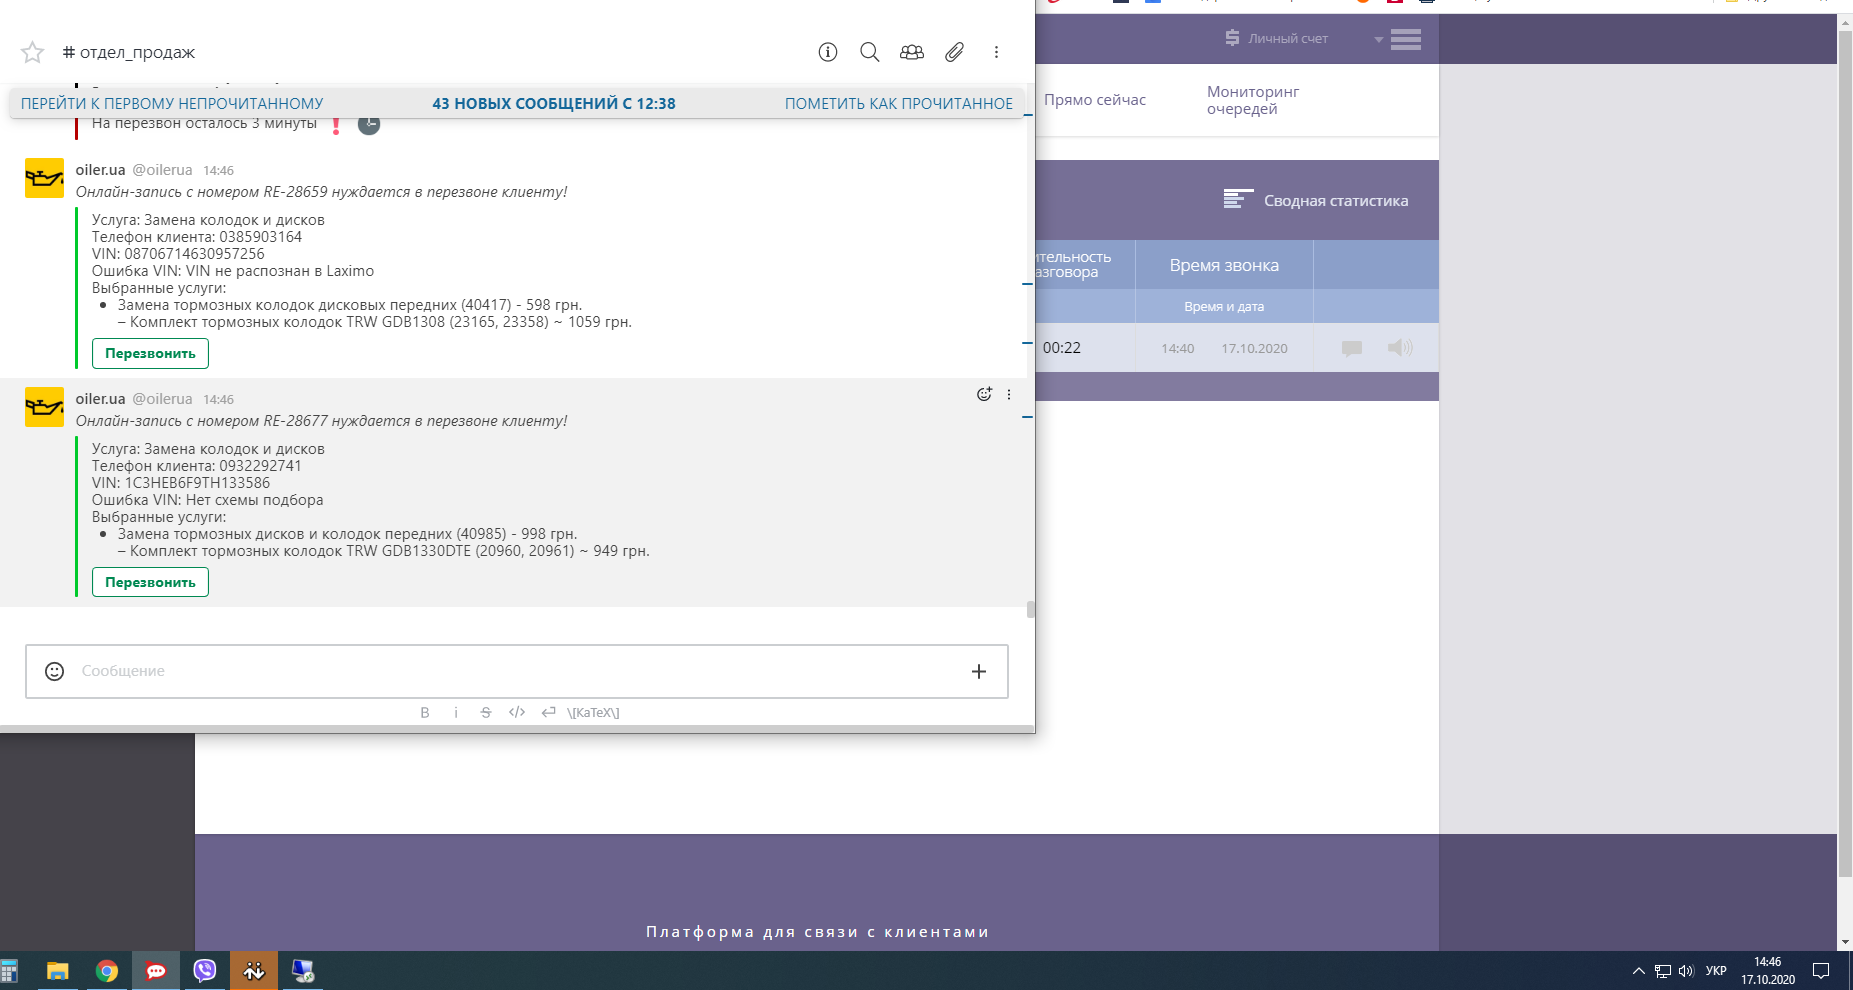 # отдел_продаж
ПЕРЕЙТИ К ПЕРВОМУ НЕПРОЧИТАННОМУ
43 НОВЫХ СООБЩЕНИЙ С 12:38
ПОМЕТИТЬ КАК ПРОЧИТАННОЕ
На перезвон осталось 3 минуты
oiler.ua @oilerua 14:46
Онлайн-запись с номером RE-28659 нуждается в перезвоне клиенту!
Услуга: Замена колодок и дисков
Телефон клиента: 0385903164
VIN: 08706714630957256
Ошибка VIN: VIN не распознан в Laximo
Выбранные услуги:
Замена тормозных колодок дисковых передних (40417) - 598 грн.
– Комплект тормозных колодок TRW GDB1308 (23165, 23358) ~ 1059 грн.
Перезвонить
oiler.ua @oilerua 14:46
Онлайн-запись с номером RE-28677 нуждается в перезвоне клиенту!
Услуга: Замена колодок и дисков
Телефон клиента: 0932292741
VIN: 1C3HEB6F9TH133586
Ошибка VIN: Нет схемы подбора
Выбранные услуги:
Замена тормозных дисков и колодок передних (40985) - 998 грн.
– Комплект тормозных колодок TRW GDB1330DTE (20960, 20961) ~ 949 грн.
Перезвонить
Сообщение
B i S </> \[KaTeX\]
Личный счет
Прямо сейчас
Мониторинг
очередей
Сводная статистика
ительность
азговора
Время звонка
Время и дата
00:22
14:40
17.10.2020
Платформа для связи с клиентами
УКР
14:46
17.10.2020